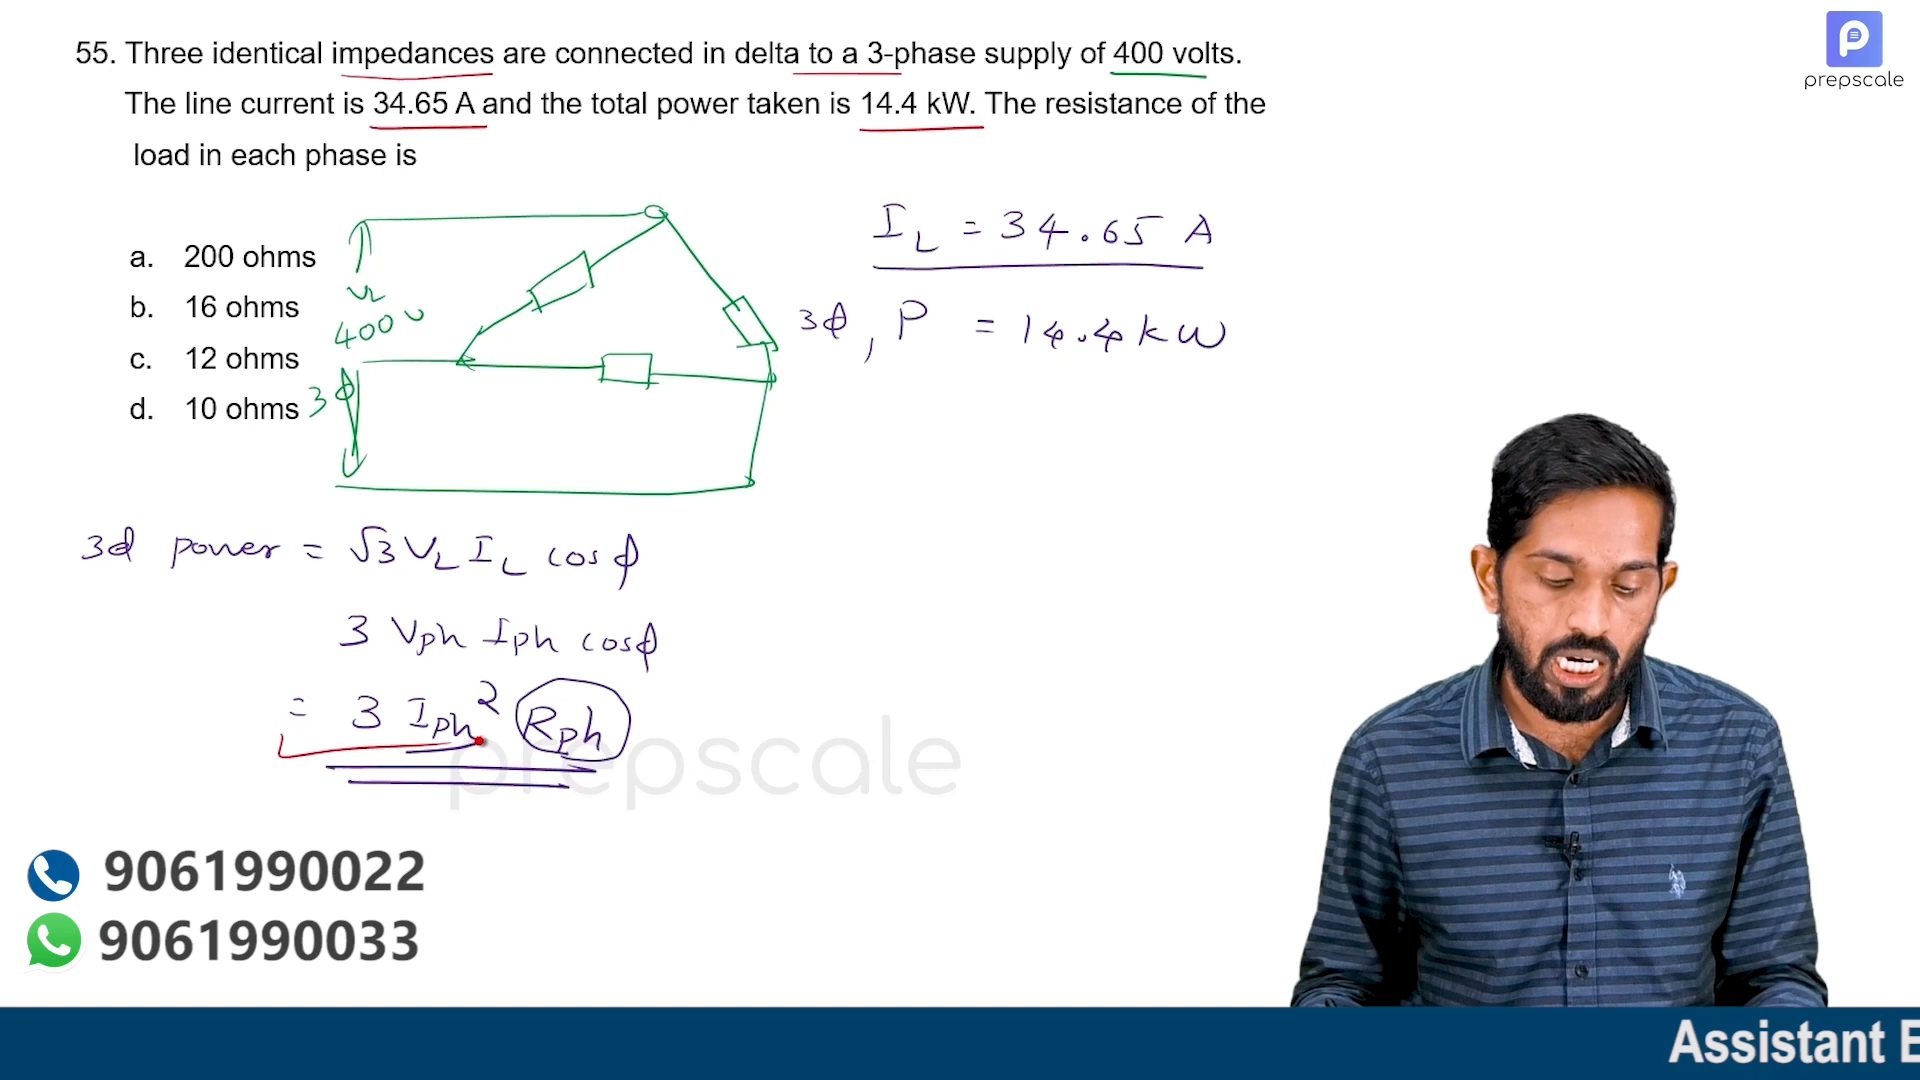 55. Three identical impedances are connected in delta to a 3-phase supply of 400 volts.
The line current is 34.65 A and the total power taken is 14.4 kW. The resistance of the
load in each phase is
prepscale
a. 200 ohms
b. 16 ohms
c. 12 ohms
d. 10 ohms
VL
400 V
3ϕ
IL = 34.65 A
3ϕ, P = 14.4 kW
3ϕ power = √3 VL IL cos ϕ
3 Vph Iph cosϕ
= 3 Iph² Rph
prepscale
9061990022
9061990033
Assistant E